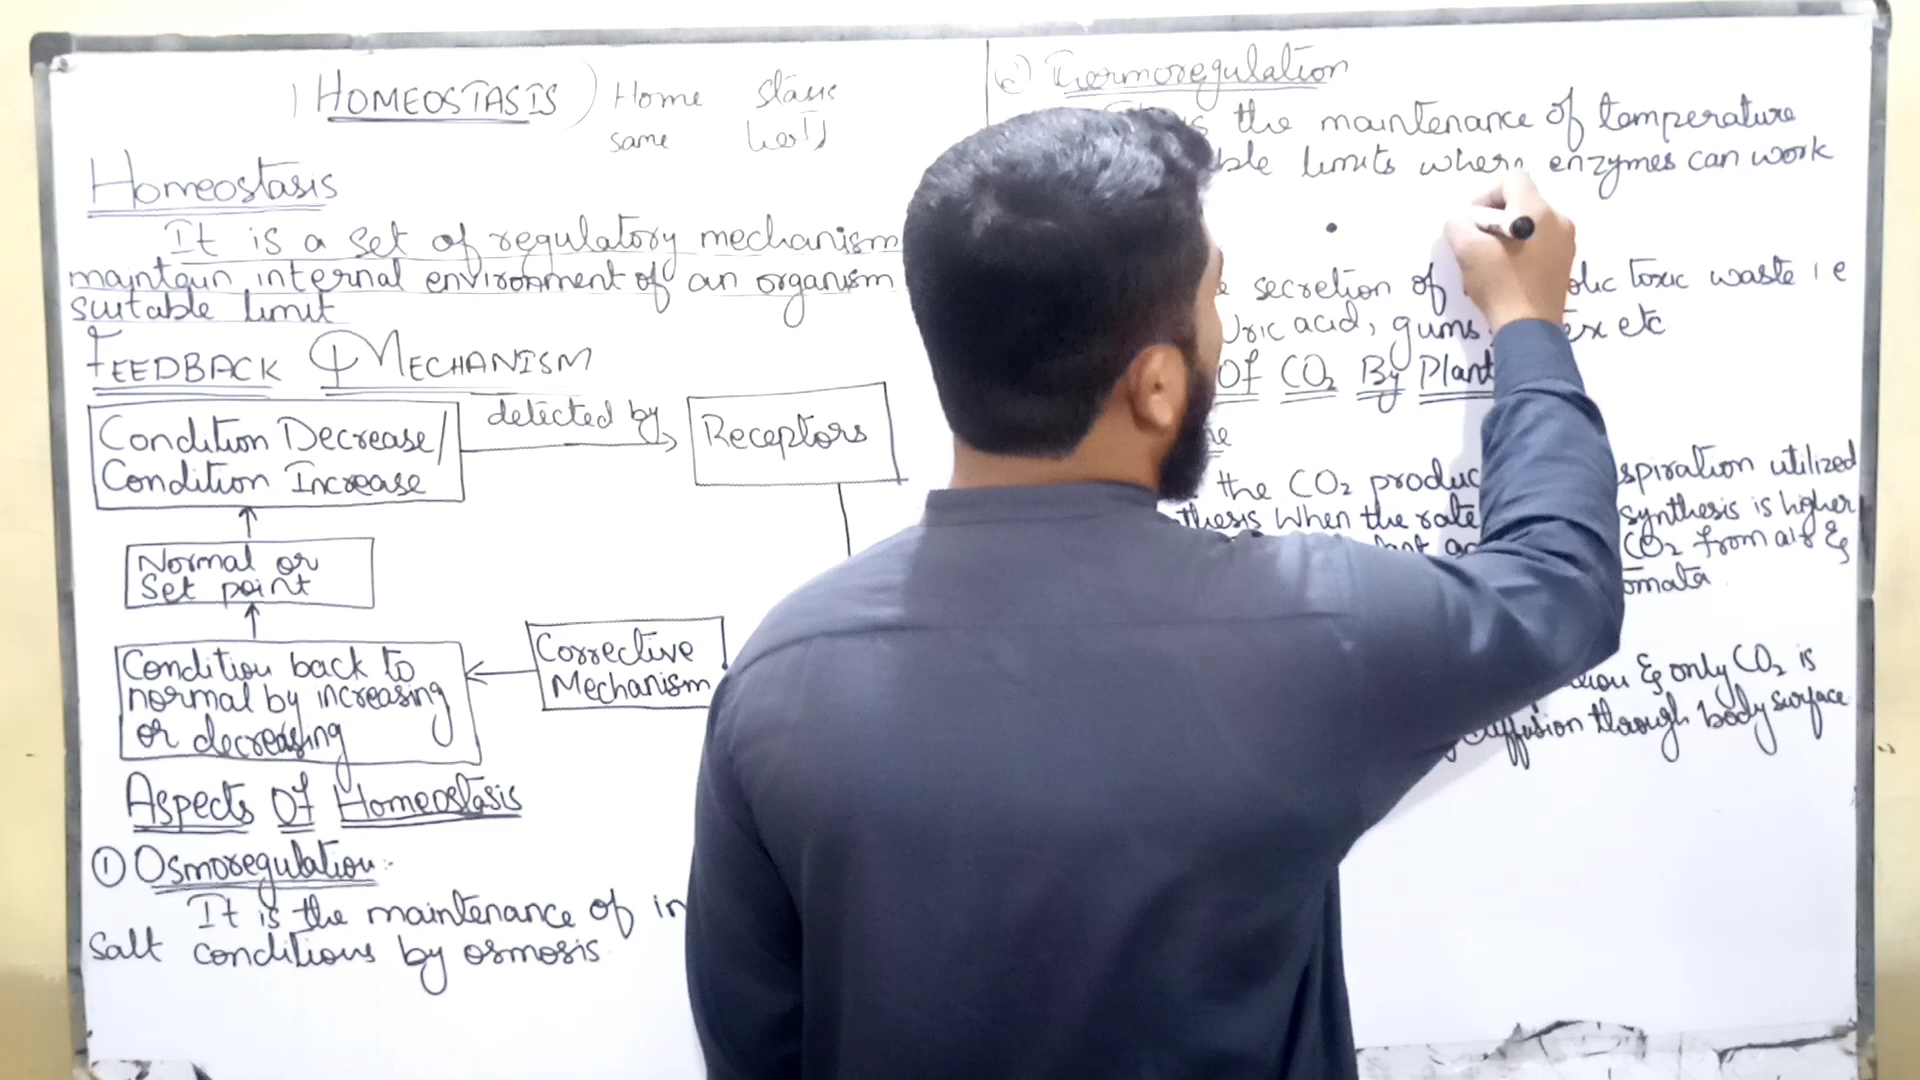 HOMEOSTASIS Home
same
Homeostasis
It is a set of regulatory mechanism
maintain internal environment of an organism
suitable limit
FEEDBACK MECHANISM
Condition Decrease/
Condition Increase
detected by
Receptors
Normal or
Set point
Condition back to
normal by increasing
or decreasing
Corrective
Mechanism
Aspects Of Homeostasis
① Osmoregulation:-
It is the maintenance of in
Salt conditions by osmosis
Thermoregulation
the maintenance of temperature
limits where enzymes can work
secretion of toxic waste i e
Uric acid, gums, etc
Of CO₂ By Plant
the CO₂ produc spiration utilized
thesis When the rate synthesis is higher
CO₂ from air &
omata
& only CO₂ is
diffusion through body surface